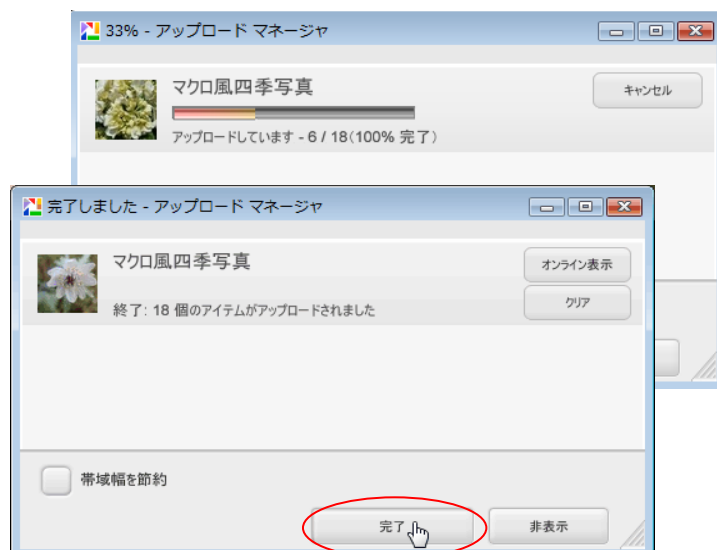 33% - アップロード マネージャ
マクロ風四季写真
キャンセル
アップロードしています - 6 / 18(100% 完了)
完了しました - アップロード マネージャ
マクロ風四季写真
オンライン表示
終了: 18 個のアイテムがアップロードされました
クリア
帯域幅を節約
完了
非表示